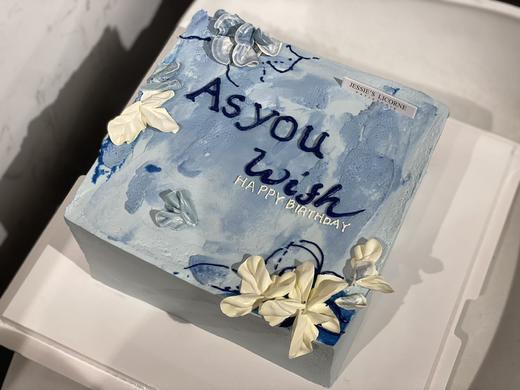 JESSIE'S LICORNE
As you
wish
HAPPY BIRTHDAY